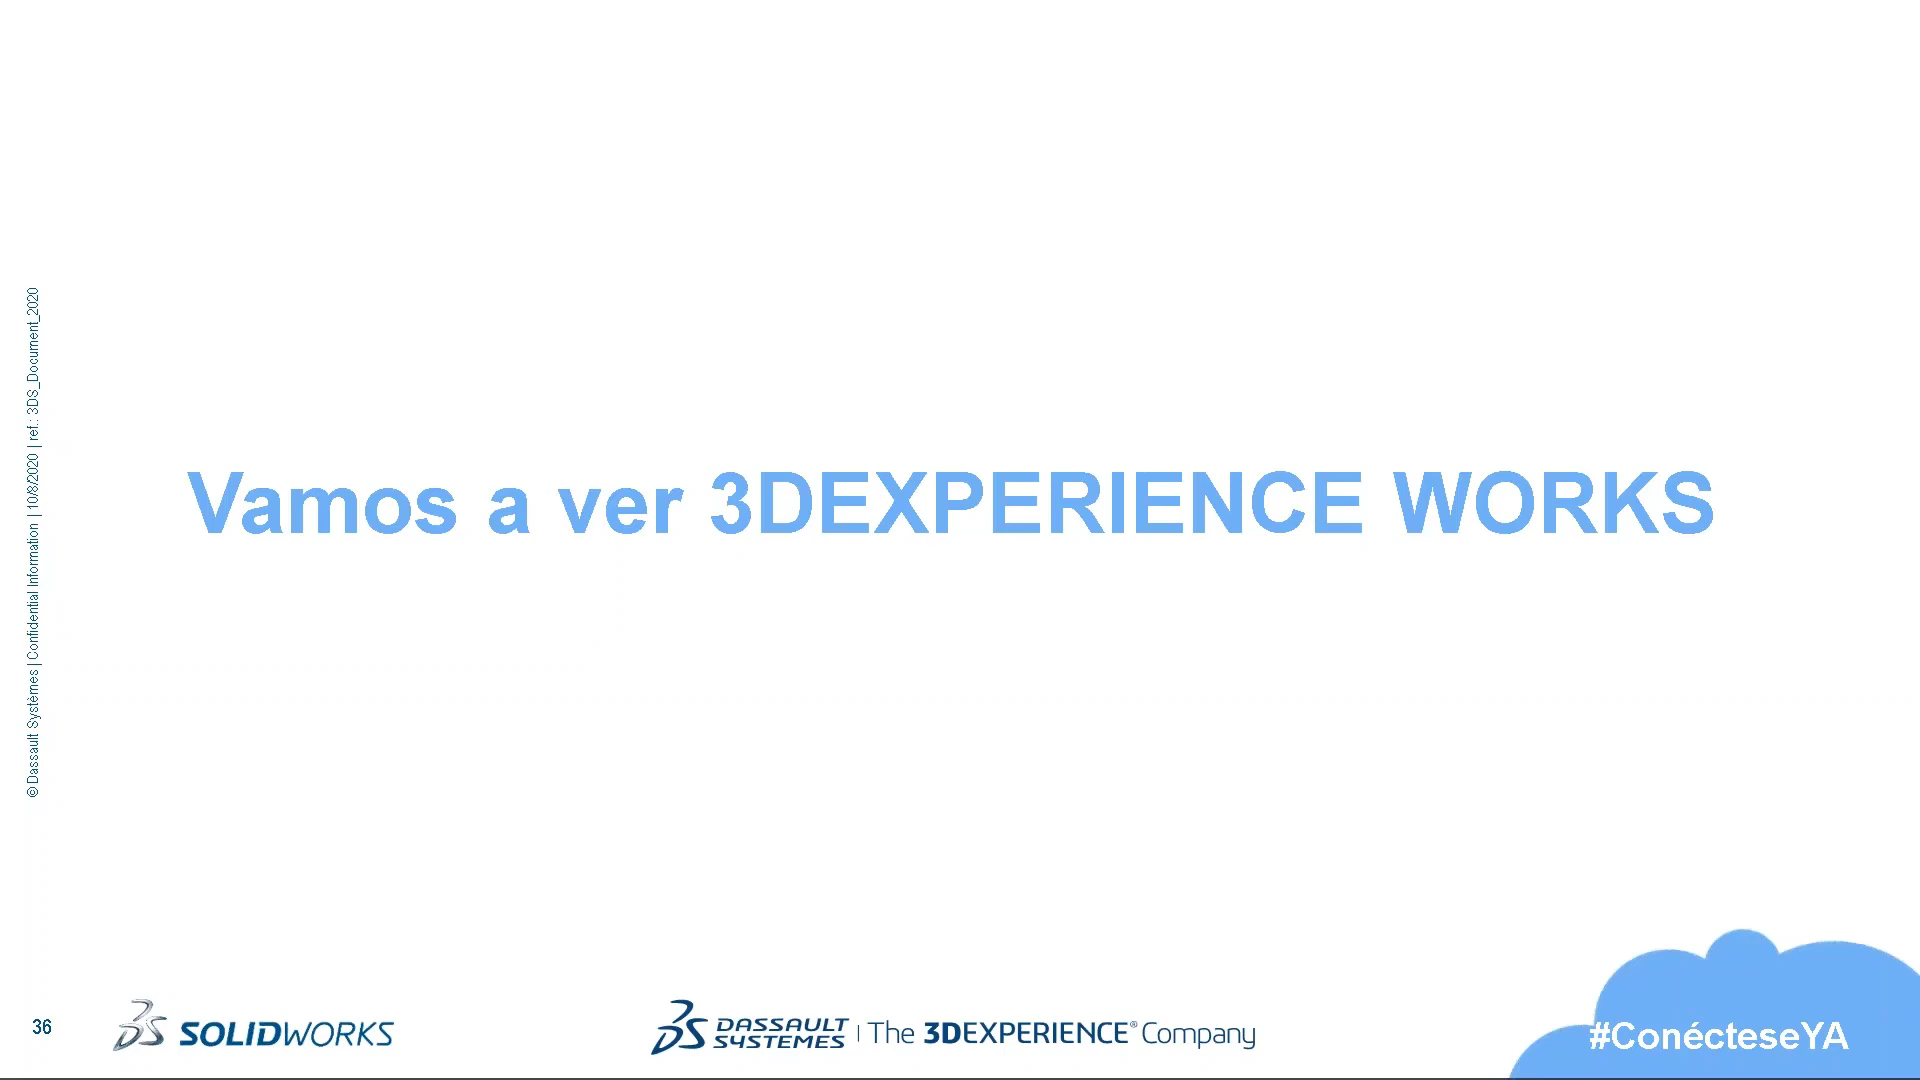 © Dassault Systèmes | Confidential Information | 10/8/2020 | ref.: 3DS_Document_2020
Vamos a ver 3DEXPERIENCE WORKS
36
SOLIDWORKS
DASSAULT SYSTEMES | The 3DEXPERIENCE® Company
#ConécteseYA